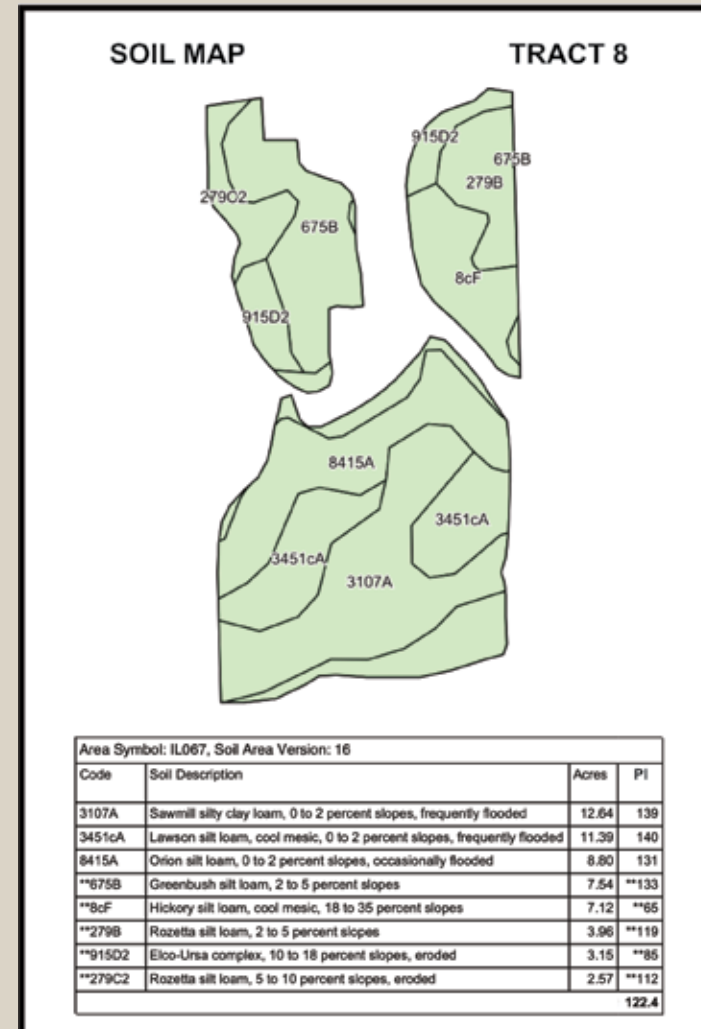 SOIL MAP TRACT 8
915D2
675B
279B
279C2
675B
8cF
915D2
8415A
3451cA
3451cA
3107A
Area Symbol: IL067, Soil Area Version: 16
Code Soil Description Acres PI
3107A Sawmill silty clay loam, 0 to 2 percent slopes, frequently flooded 12.64 139
3451cA Lawson silt loam, cool mesic, 0 to 2 percent slopes, frequently flooded 11.39 140
8415A Orion silt loam, 0 to 2 percent slopes, occasionally flooded 8.80 131
**675B Greenbush silt loam, 2 to 5 percent slopes 7.54 **133
**8cF Hickory silt loam, cool mesic, 18 to 35 percent slopes 7.12 **65
**279B Rozetta silt loam, 2 to 5 percent slopes 3.96 **119
**915D2 Elco-Ursa complex, 10 to 18 percent slopes, eroded 3.15 **85
**279C2 Rozetta silt loam, 5 to 10 percent slopes, eroded 2.57 **112
122.4